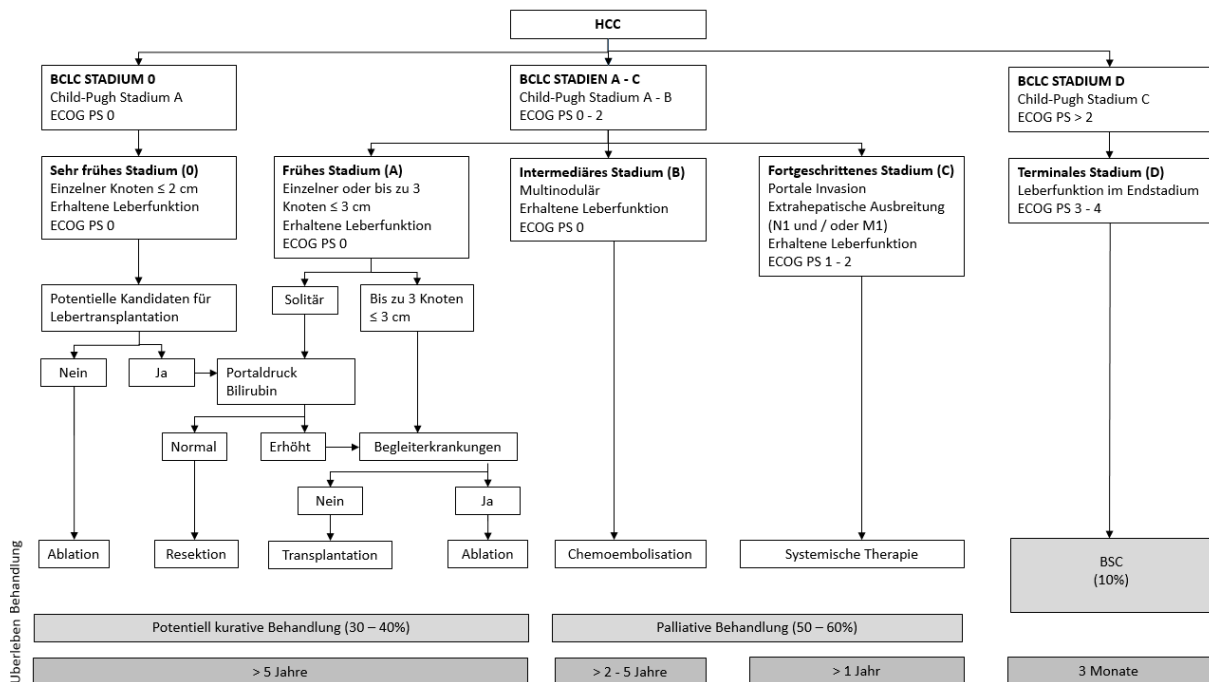 HCC
BCLC STADIUM 0
Child-Pugh Stadium A
ECOG PS 0
BCLC STADIEN A - C
Child-Pugh Stadium A - B
ECOG PS 0 - 2
BCLC STADIUM D
Child-Pugh Stadium C
ECOG PS > 2
Sehr frühes Stadium (0)
Einzelner Knoten ≤ 2 cm
Erhaltene Leberfunktion
ECOG PS 0
Frühes Stadium (A)
Einzelner oder bis zu 3
Knoten ≤ 3 cm
Erhaltene Leberfunktion
ECOG PS 0
Intermediäres Stadium (B)
Multinodulär
Erhaltene Leberfunktion
ECOG PS 0
Fortgeschrittenes Stadium (C)
Portale Invasion
Extrahepatische Ausbreitung
(N1 und / oder M1)
Erhaltene Leberfunktion
ECOG PS 1 - 2
Terminales Stadium (D)
Leberfunktion im Endstadium
ECOG PS 3 - 4
Potentielle Kandidaten für
Lebertransplantation
Solitär
Bis zu 3 Knoten
≤ 3 cm
Nein
Ja
Portaldruck
Bilirubin
Normal
Erhöht
Begleiterkrankungen
Nein
Ja
Ablation
Resektion
Transplantation
Ablation
Chemoembolisation
Systemische Therapie
BSC
(10%)
Überleben Behandlung
Potentiell kurative Behandlung (30 – 40%)
Palliative Behandlung (50 – 60%)
> 5 Jahre
> 2 - 5 Jahre
> 1 Jahr
3 Monate